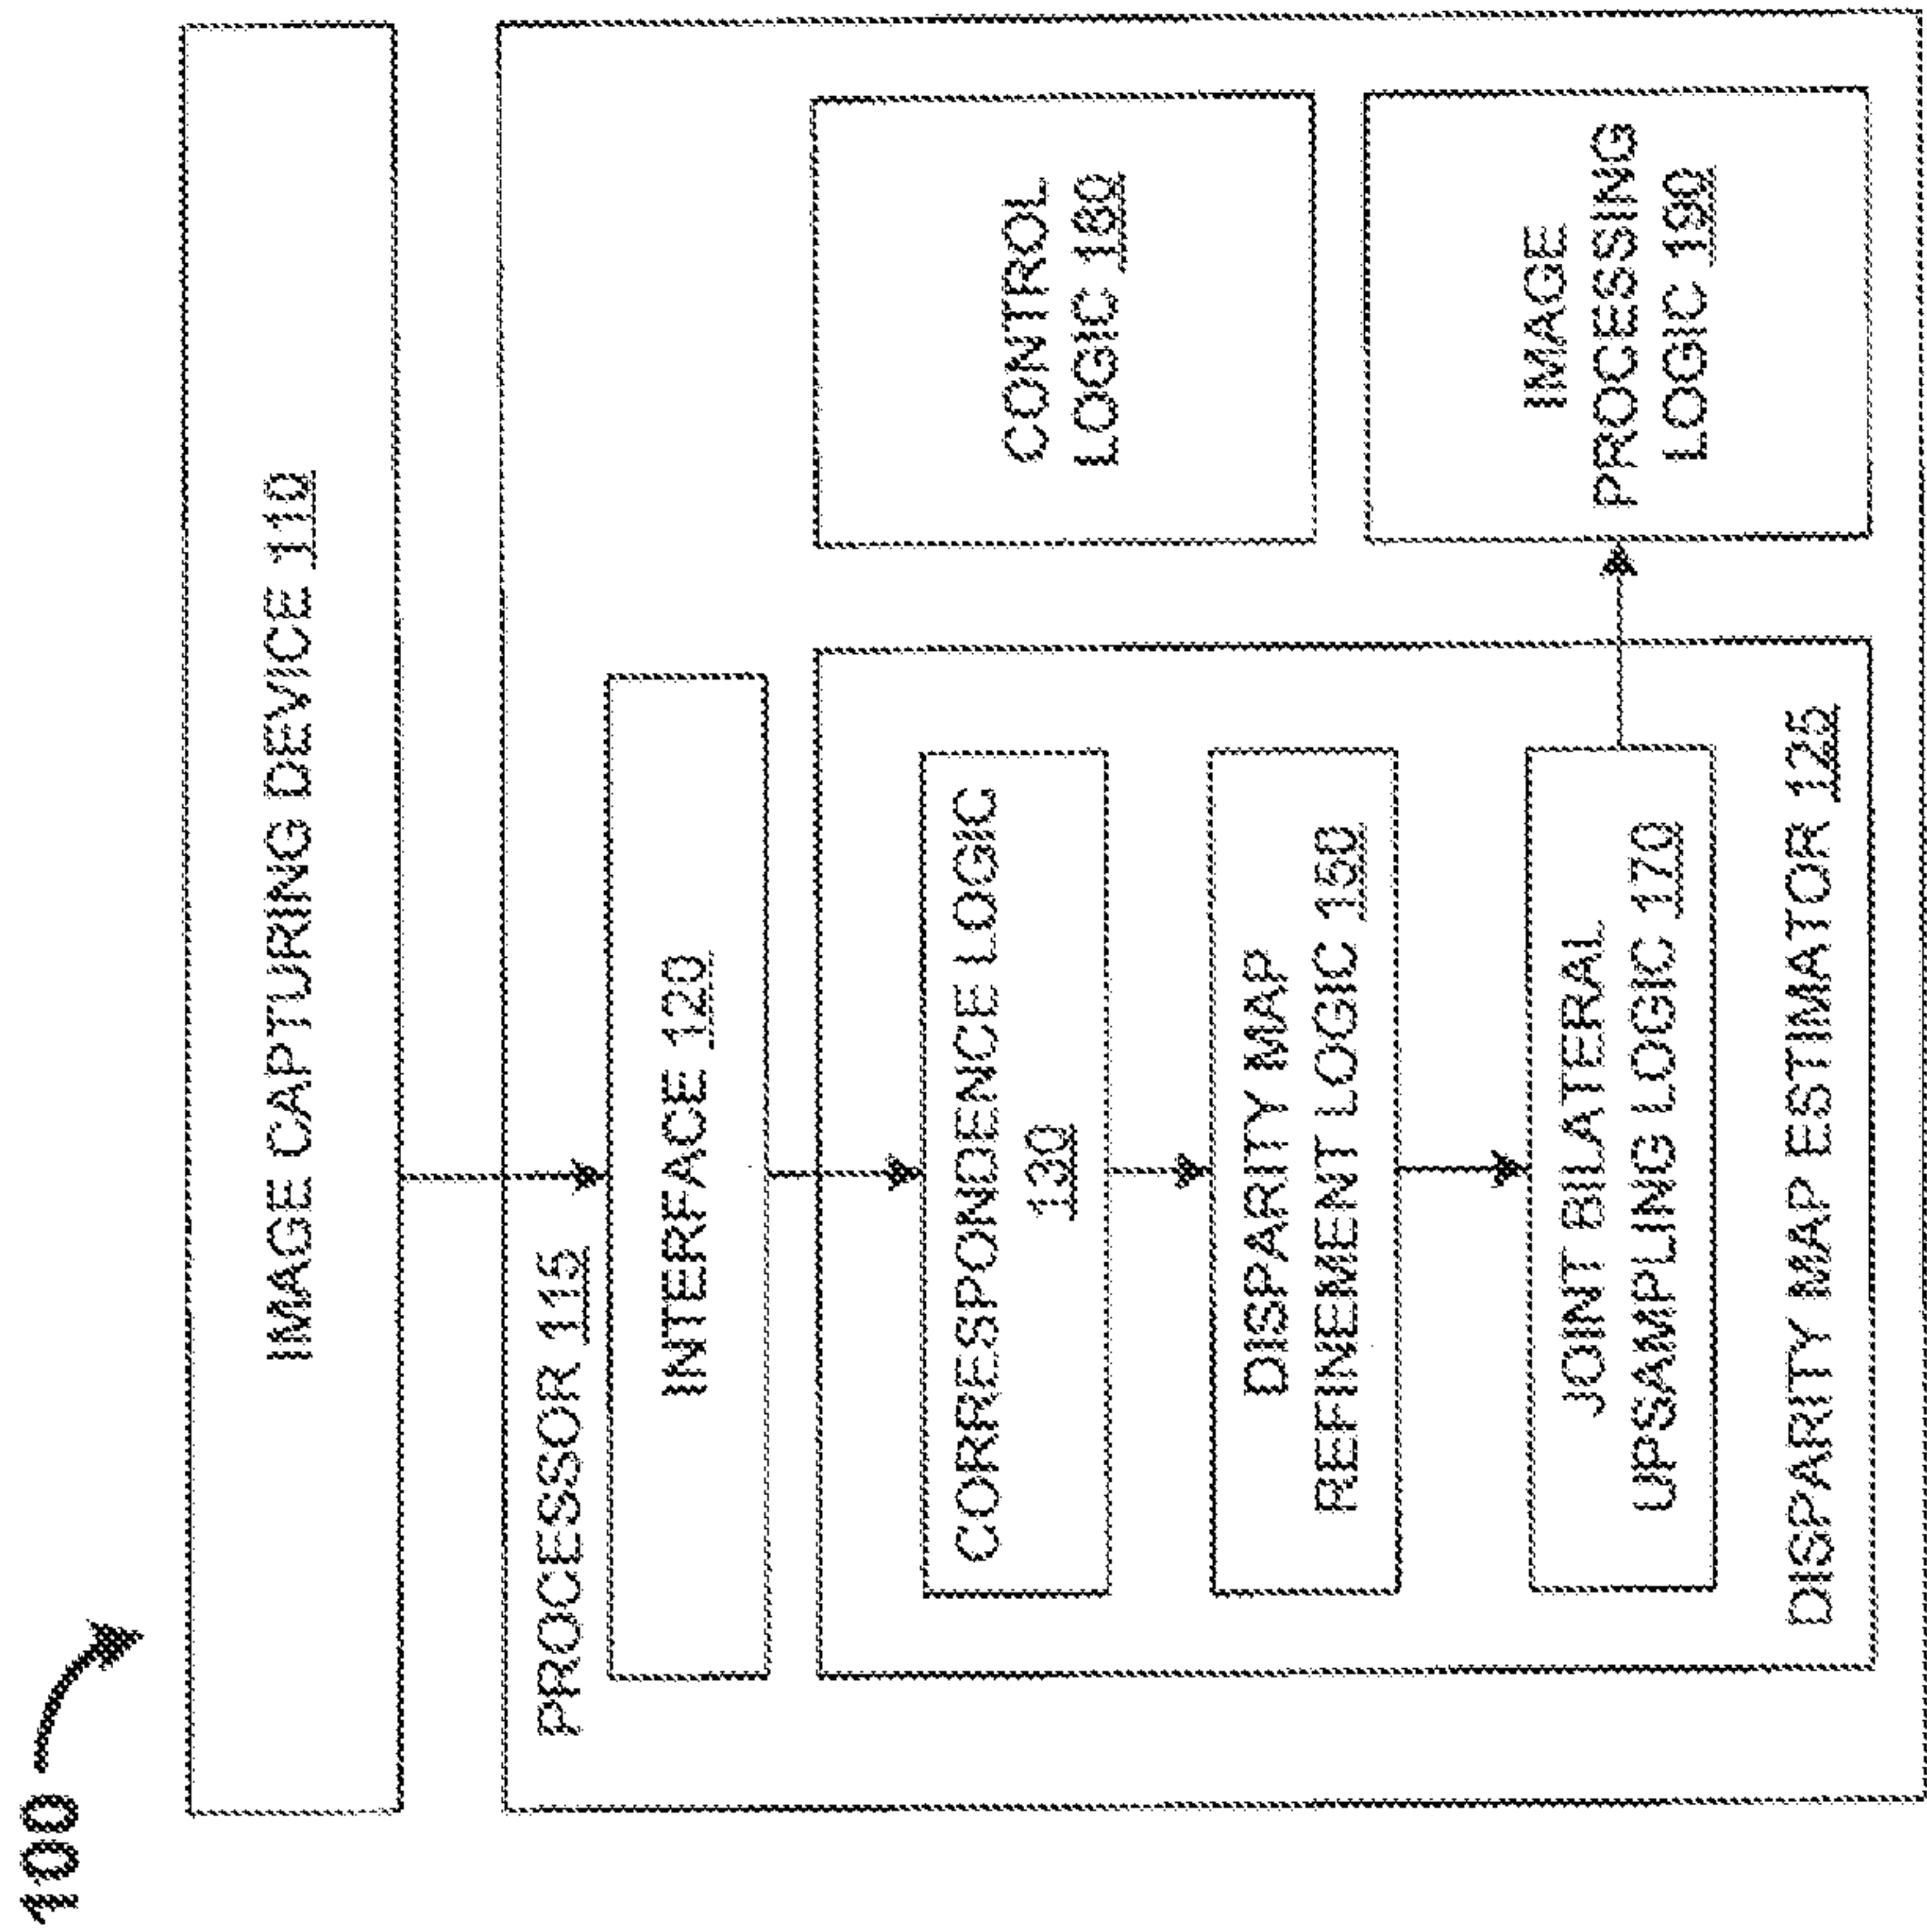 100
IMAGE CAPTURING DEVICE 110
PROCESSOR 115
INTERFACE 120
CORRESPONDENCE LOGIC
130
DISPARITY MAP
REFINEMENT LOGIC 150
JOINT BILATERAL
UPSAMPLING LOGIC 170
DISPARITY MAP ESTIMATOR 125
CONTROL
LOGIC 180
IMAGE
PROCESSING
LOGIC 190